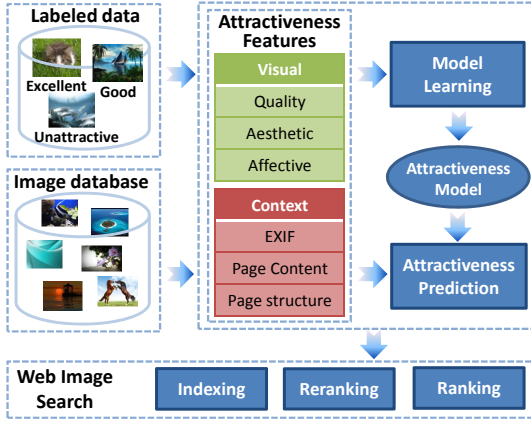 Labeled data
Excellent
Good
Unattractive
Image database
Attractiveness
Features
Visual
Quality
Aesthetic
Affective
Context
EXIF
Page Content
Page structure
Model
Learning
Attractiveness
Model
Attractiveness
Prediction
Web Image
Search
Indexing
Reranking
Ranking